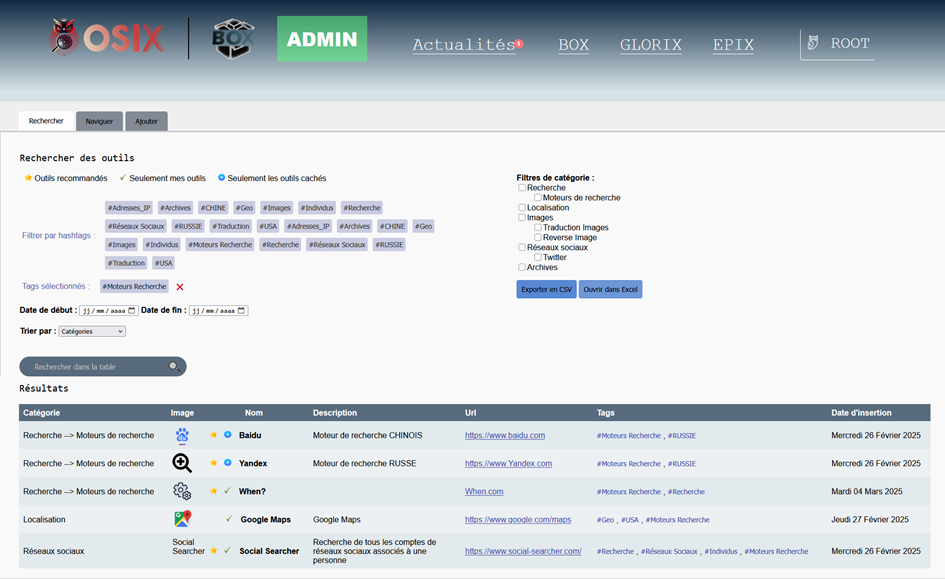 OSIX
BOX
ADMIN
Actualités 1
BOX
GLORIX
EPIX
ROOT
Rechercher Naviguer Ajouter
Rechercher des outils
Outils recommandés Seulement mes outils Seulement les outils cachés
Filtrer par hashtags :
#Adresses_IP #Archives #CHINE #Geo #Images #Individus #Recherche
#Réseaux Sociaux #RUSSIE #Traduction #USA #Adresses_IP #Archives #CHINE #Geo
#Images #Individus #Moteurs Recherche #Recherche #Réseaux Sociaux #RUSSIE
#Traduction #USA
Tags sélectionnés : #Moteurs Recherche
Date de début : jj/mm/aaaa Date de fin : jj/mm/aaaa
Trier par : Catégories
Filtres de catégorie :
Recherche
Moteurs de recherche
Localisation
Images
Traduction Images
Reverse Image
Réseaux sociaux
Twitter
Archives
Exporter en CSV Ouvrir dans Excel
Rechercher dans la table
Résultats
Catégorie Image Nom Description Url Tags Date d'insertion
Recherche --> Moteurs de recherche Baidu Moteur de recherche CHINOIS https://www.baidu.com #Moteurs Recherche , #RUSSIE Mercredi 26 Février 2025
Recherche --> Moteurs de recherche Yandex Moteur de recherche RUSSE https://www.Yandex.com #Moteurs Recherche , #RUSSIE Mercredi 26 Février 2025
Recherche --> Moteurs de recherche When? When.com #Moteurs Recherche , #Recherche Mardi 04 Mars 2025
Localisation Google Maps Google Maps https://www.google.com/maps #Geo , #USA , #Moteurs Recherche Jeudi 27 Février 2025
Réseaux sociaux Social Searcher Social Searcher Recherche de tous les comptes de réseaux sociaux associés à une personne https://www.social-searcher.com/ #Recherche , #Réseaux Sociaux , #Individus , #Moteurs Recherche Mercredi 26 Février 2025